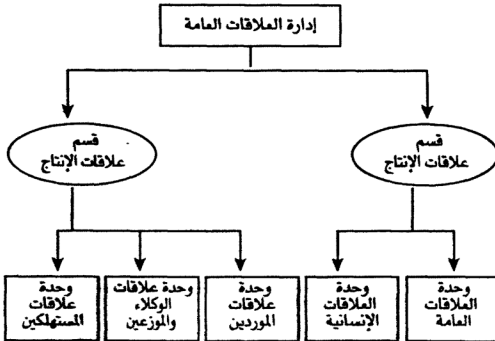 إدارة العلاقات العامة
قسم
علاقات الإنتاج
قسم
علاقات الإنتاج
وحدة
العلاقات
العامة
وحدة
العلاقات
الإنسانية
وحدة
علاقات
الموردين
وحدة علاقات
الوكلاء
والموزعين
وحدة
علاقات
المستهلكين